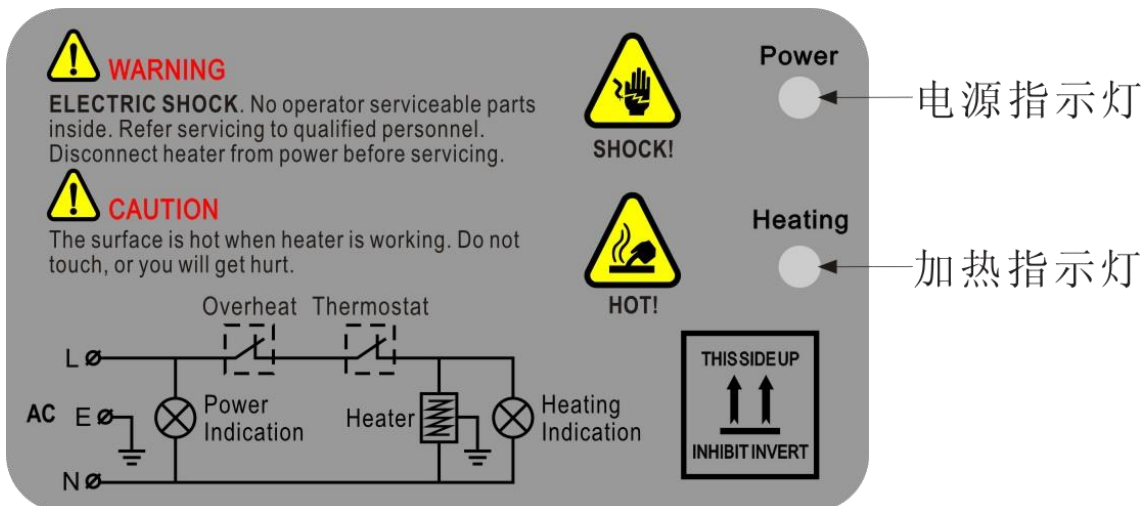 WARNING
ELECTRIC SHOCK. No operator serviceable parts
inside. Refer servicing to qualified personnel.
Disconnect heater from power before servicing.
CAUTION
The surface is hot when heater is working. Do not
touch, or you will get hurt.
SHOCK!
HOT!
Power
电源指示灯
Heating
加热指示灯
Overheat Thermostat
L
AC E
N
Power
Indication
Heater
Heating
Indication
THIS SIDE UP
INHIBIT INVERT